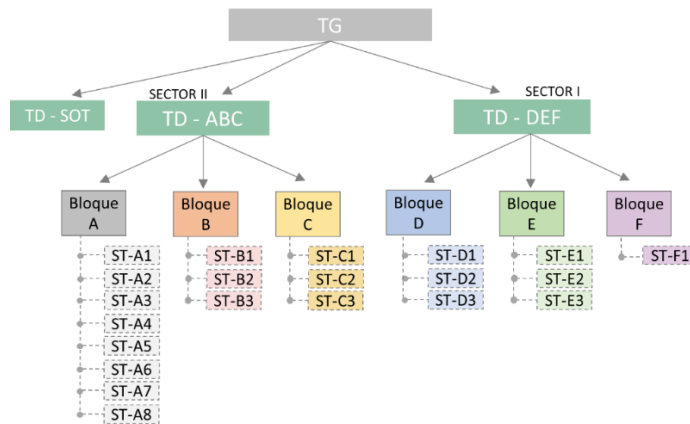 TG
SECTOR II
SECTOR I
TD - SOT
TD - ABC
TD - DEF
Bloque
A
Bloque
B
Bloque
C
Bloque
D
Bloque
E
Bloque
F
ST-A1
ST-A2
ST-A3
ST-A4
ST-A5
ST-A6
ST-A7
ST-A8
ST-B1
ST-B2
ST-B3
ST-C1
ST-C2
ST-C3
ST-D1
ST-D2
ST-D3
ST-E1
ST-E2
ST-E3
ST-F1